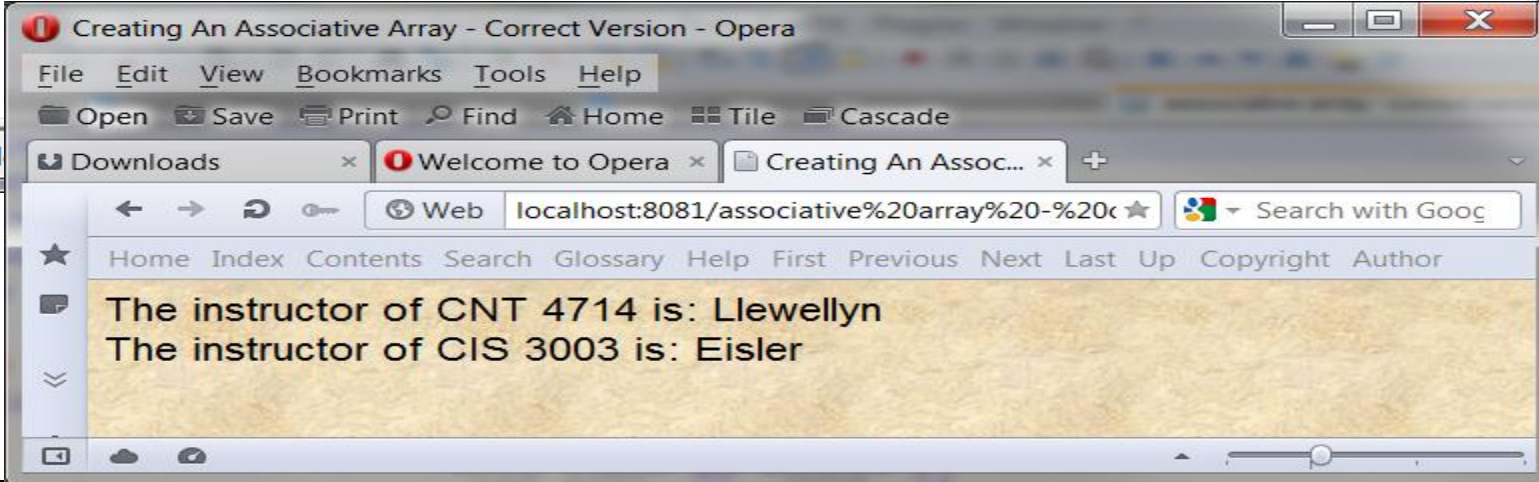 Creating An Associative Array - Correct Version - Opera
File Edit View Bookmarks Tools Help
Open Save Print Find Home Tile Cascade
Downloads Welcome to Opera Creating An Assoc...
Web localhost:8081/associative%20array%20-%20c Search with Goog
Home Index Contents Search Glossary Help First Previous Next Last Up Copyright Author
The instructor of CNT 4714 is: Llewellyn
The instructor of CIS 3003 is: Eisler